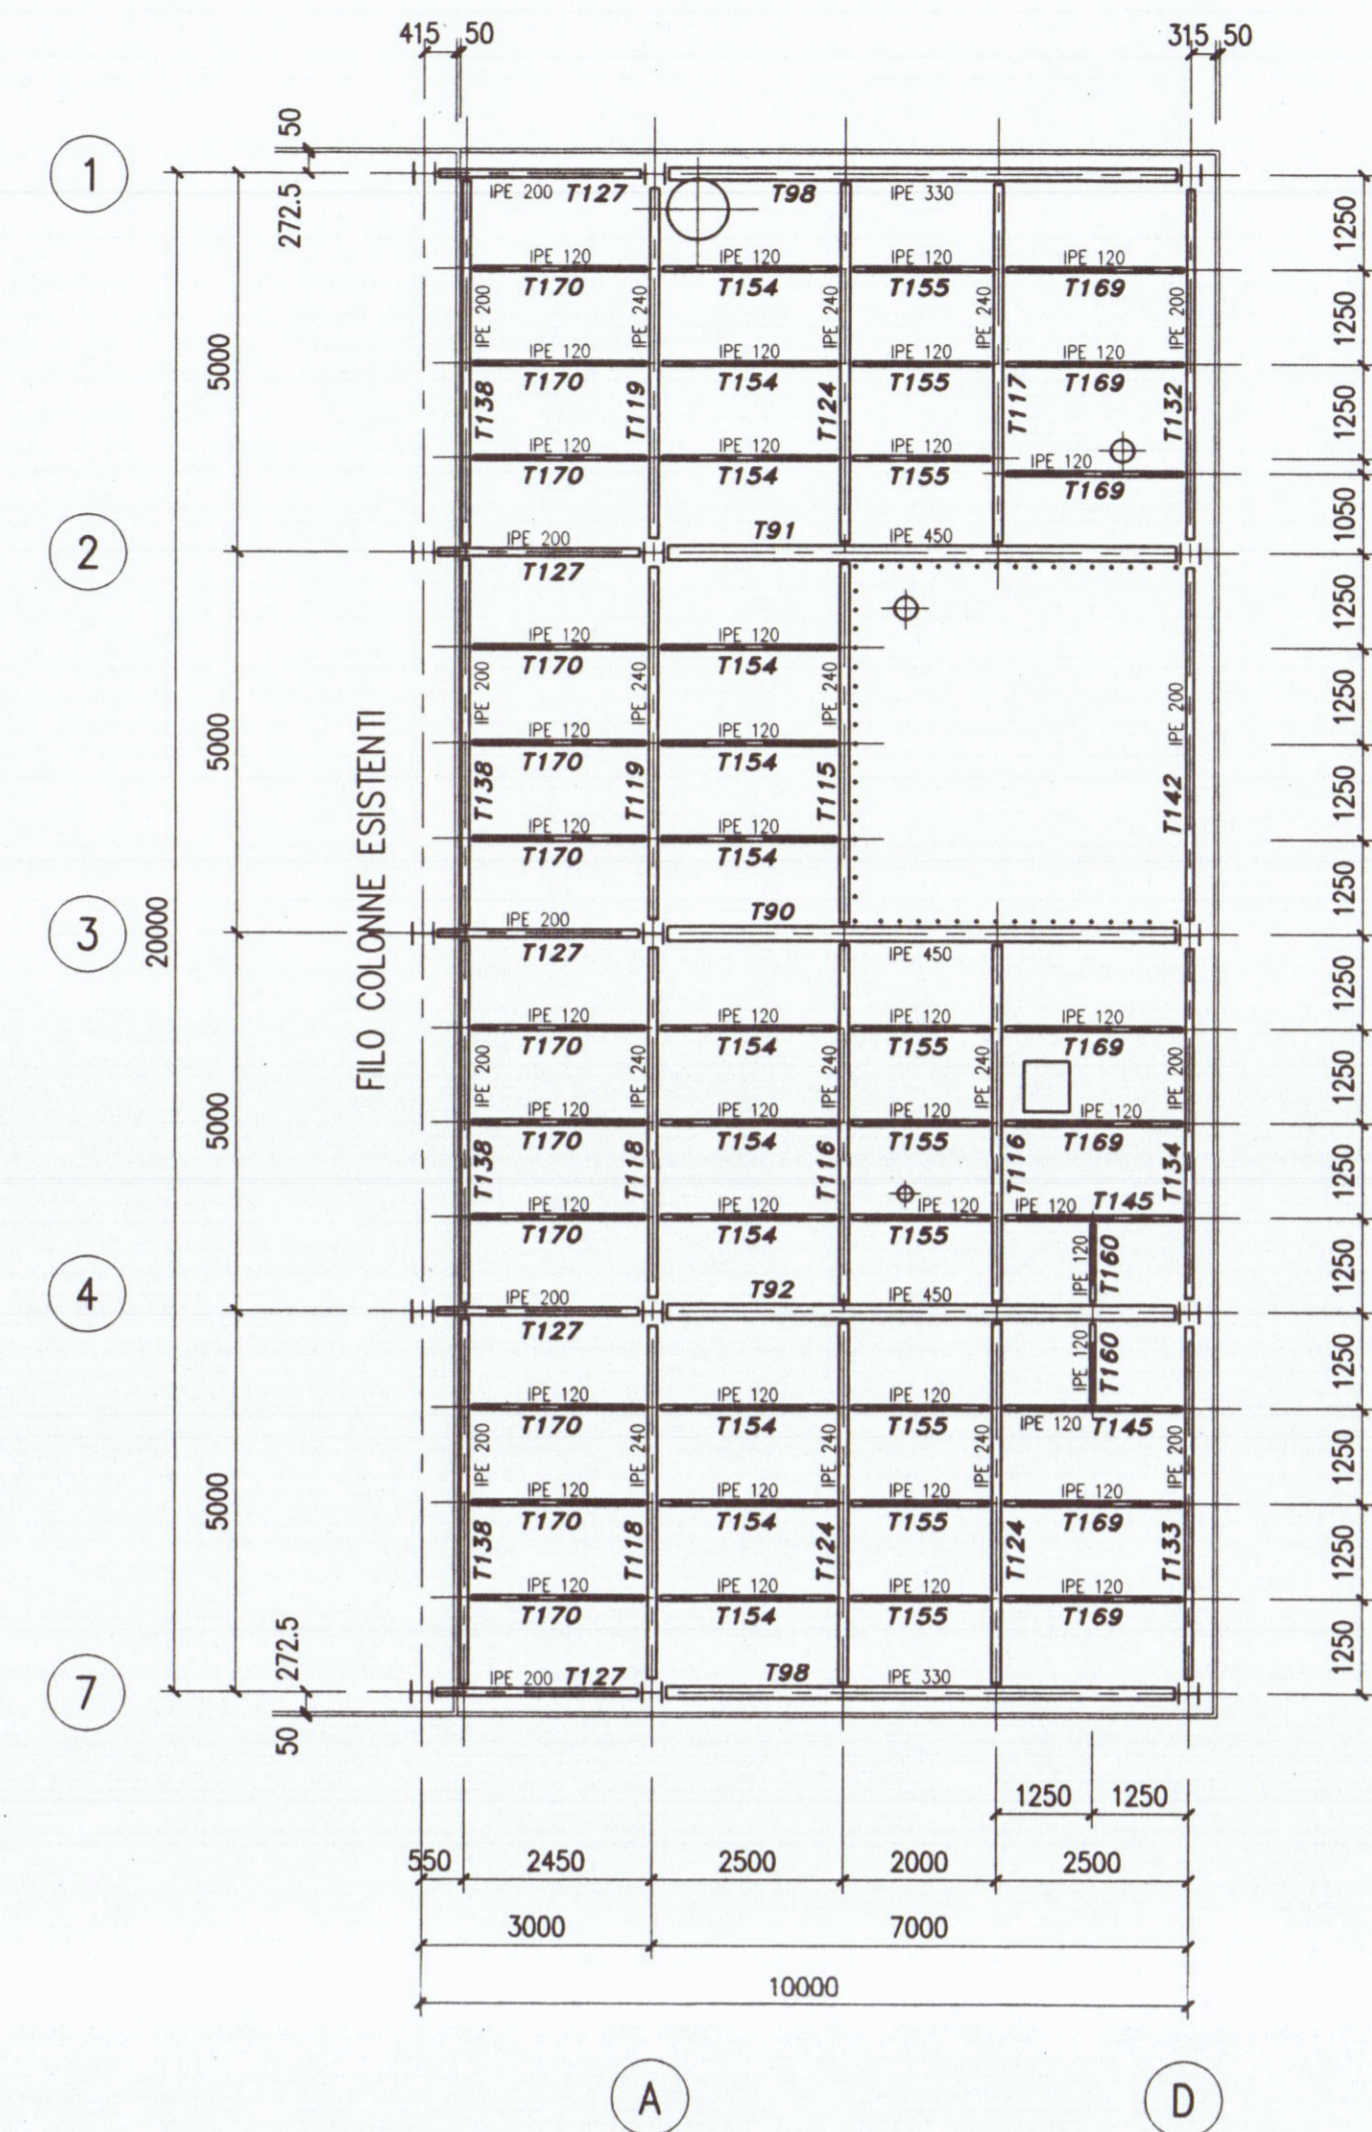 415 50 315 50
50
1
272.5
IPE 200 T127 T98 IPE 330
1250
IPE 120 IPE 120 IPE 120 IPE 120
T170 T154 T155 T169
IPE 200 IPE 240 IPE 240 IPE 240 IPE 200
1250
5000
IPE 120 IPE 120 IPE 120 IPE 120
T170 T154 T155 T169
T138 T119 T124 T117 T132
1250
IPE 120 IPE 120 IPE 120 IPE 120
T170 T154 T155 T169
1050
2
IPE 200 T91 IPE 450
T127
1250
IPE 120 IPE 120
T170 T154
IPE 200 IPE 240 IPE 240 IPE 200
1250
5000
FILO COLONNE ESISTIENTI
IPE 120 IPE 120
T170 T154
T138 T119 T115 T142
1250
IPE 120 IPE 120
T170 T154
1250
20000
3
IPE 200 T90
T127 IPE 450
1250
IPE 120 IPE 120 IPE 120 IPE 120
T170 T154 T155 T169
IPE 200 IPE 240 IPE 240 IPE 240 IPE 200
1250
5000
IPE 120 IPE 120 IPE 120 IPE 120
T170 T154 T155 T169
T138 T118 T116 T116 T134
1250
IPE 120 IPE 120 IPE 120 IPE 120 T145
T170 T154 T155
IPE 120 T160
1250
4
IPE 200 T92 IPE 450
T127
IPE 120 T160
1250
IPE 120 IPE 120 IPE 120 IPE 120
T170 T154 T155 T145
IPE 200 IPE 240 IPE 240 IPE 240 IPE 200
1250
5000
IPE 120 IPE 120 IPE 120 IPE 120
T170 T154 T155 T169
T138 T118 T124 T124 T133
1250
IPE 120 IPE 120 IPE 120 IPE 120
T170 T154 T155 T169
1250
272.5
7
IPE 200 T127 T98 IPE 330
50
1250 1250
550 2450 2500 2000 2500
3000 7000
10000
A D